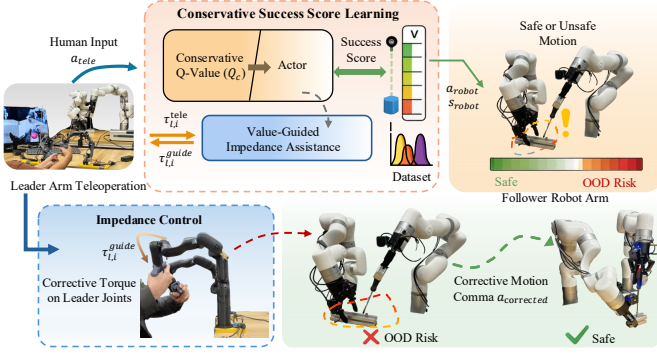 Conservative Success Score Learning
Human Input
a_tele
Conservative
Q-Value (Q_c)
Actor
Success
Score
V
Safe or Unsafe
Motion
a_robot
s_robot
τ_{l,i}^{tele}
τ_{l,i}^{guide}
Value-Guided
Impedance Assistance
Dataset
Safe
OOD Risk
Leader Arm Teleoperation
Follower Robot Arm
Impedance Control
τ_{l,i}^{guide}
Corrective Torque
on Leader Joints
Corrective Motion
Comma a_corrected
OOD Risk
Safe